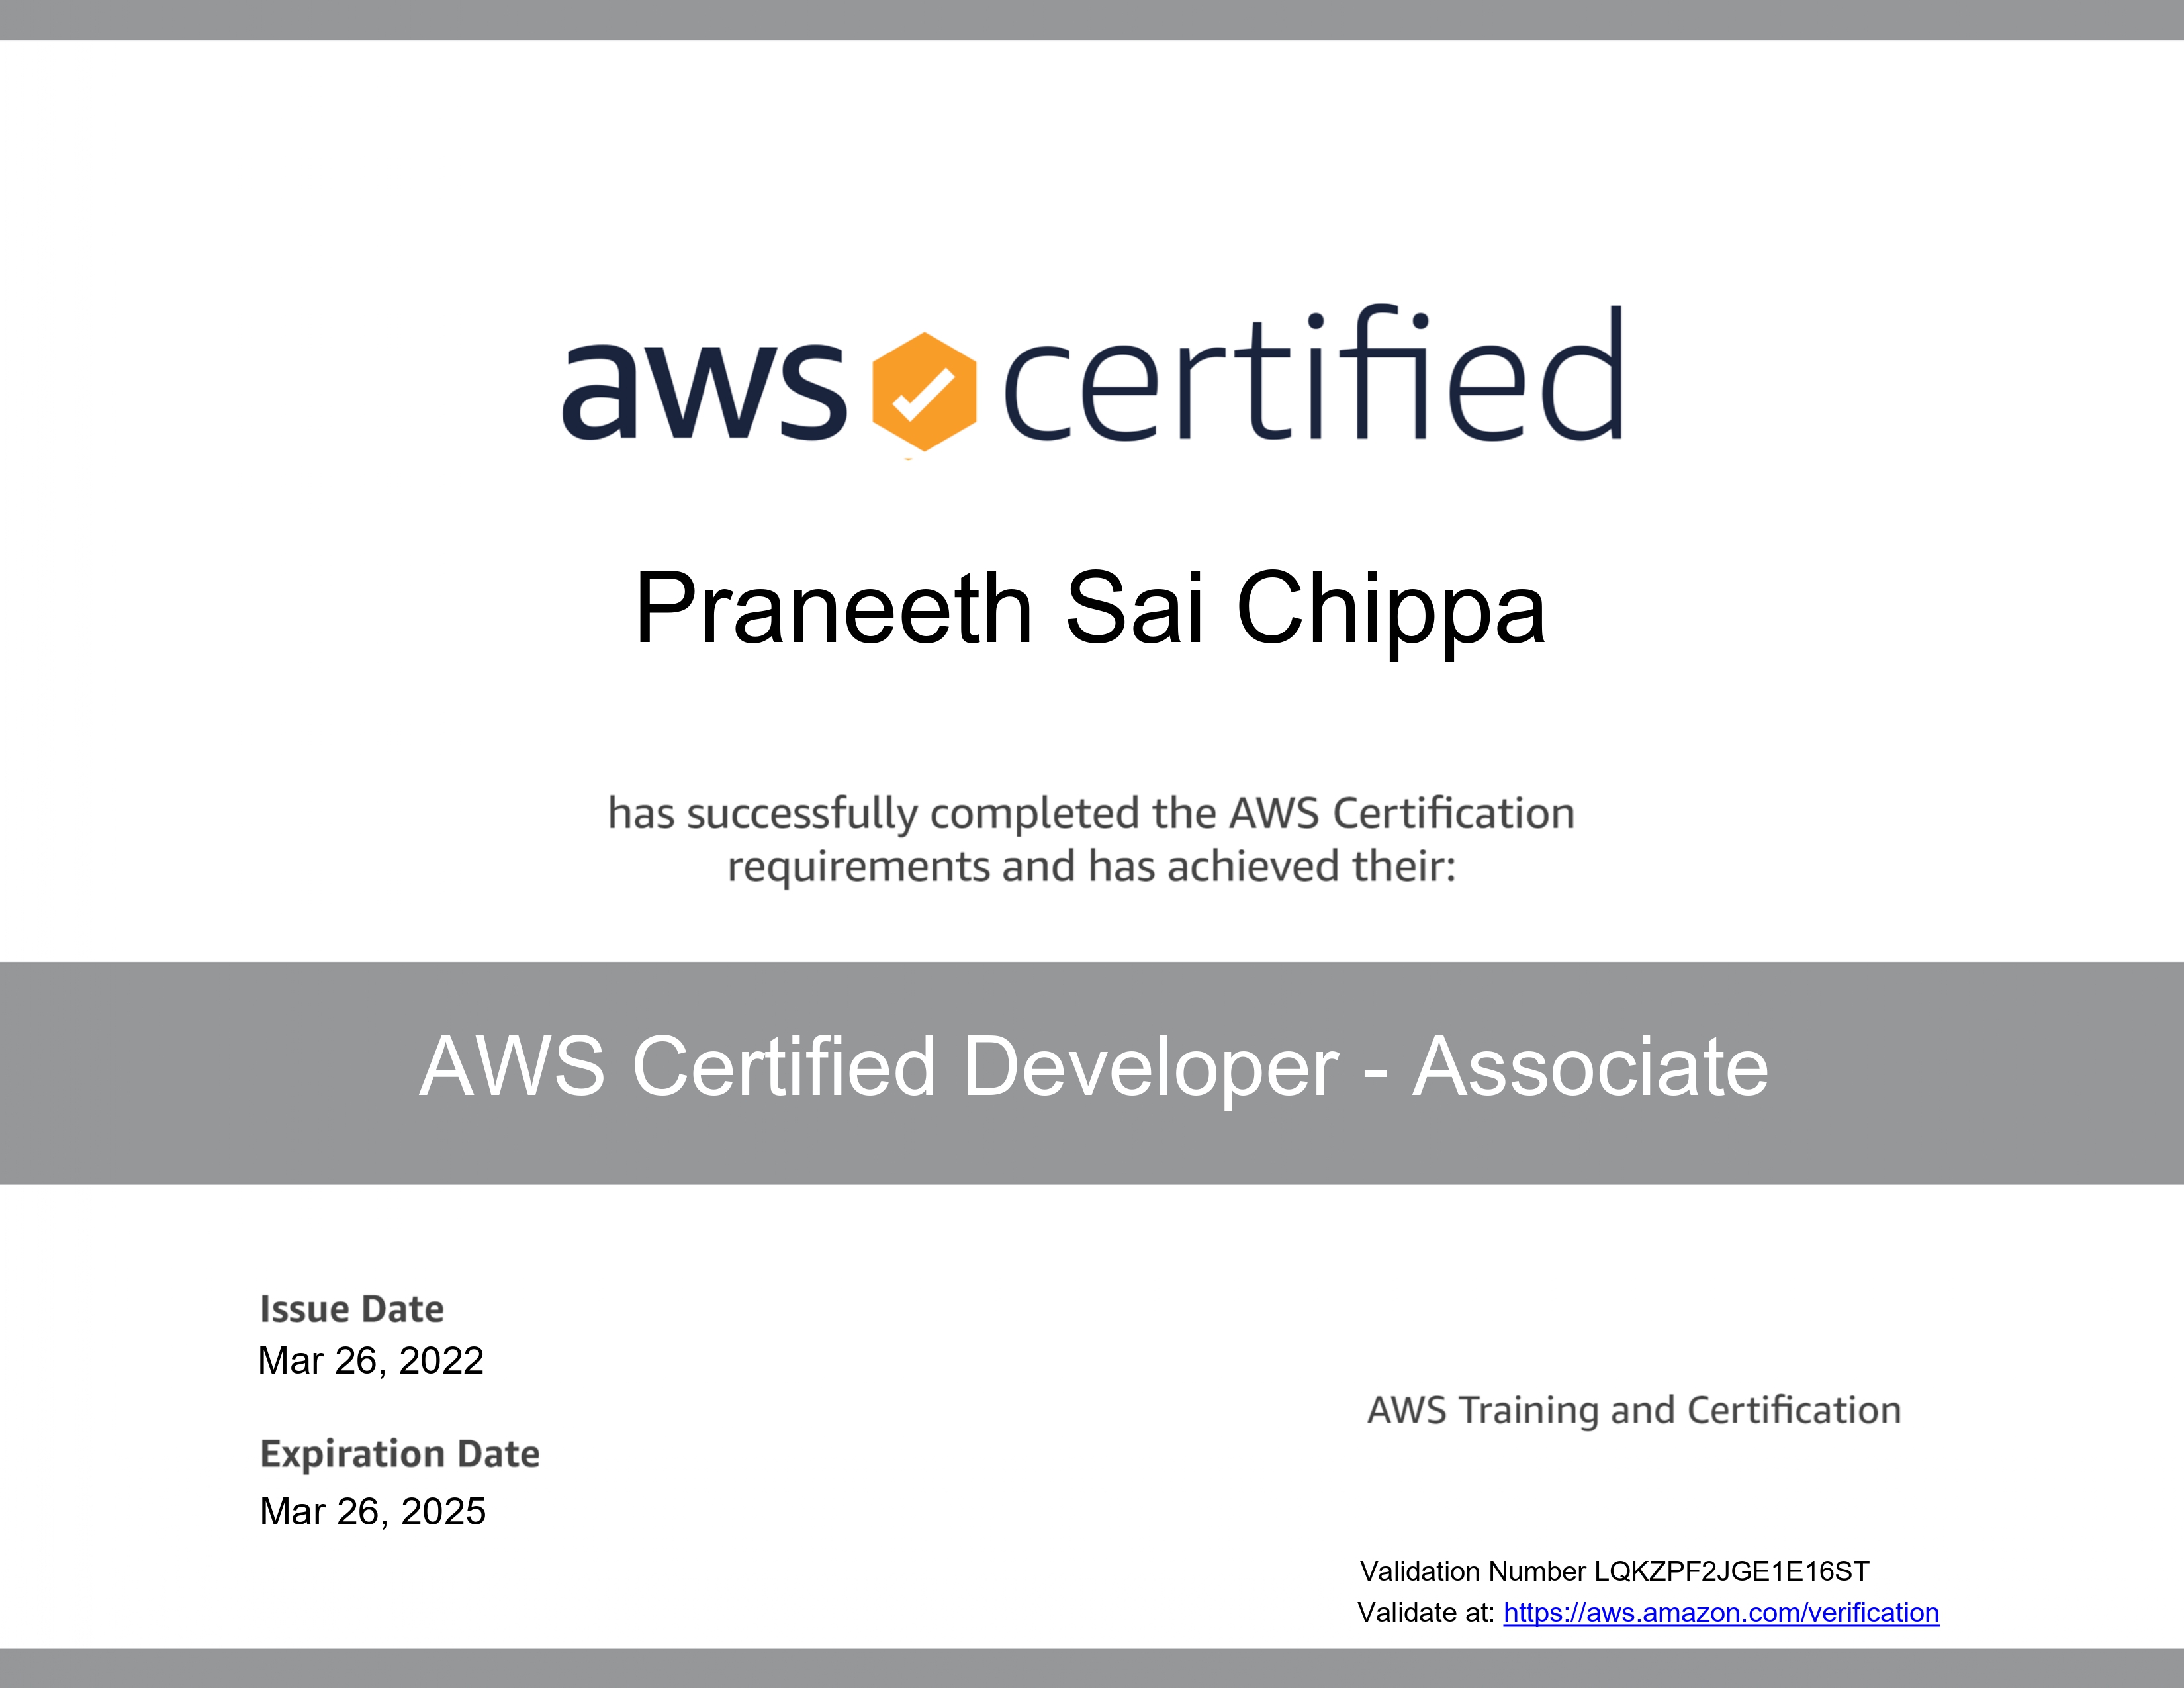 aws certified
Praneeth Sai Chippa
has successfully completed the AWS Certification
requirements and has achieved their:
AWS Certified Developer - Associate
Issue Date
Mar 26, 2022
Expiration Date
Mar 26, 2025
AWS Training and Certification
Validation Number LQKZPF2JGE1E16ST
Validate at: https://aws.amazon.com/verification